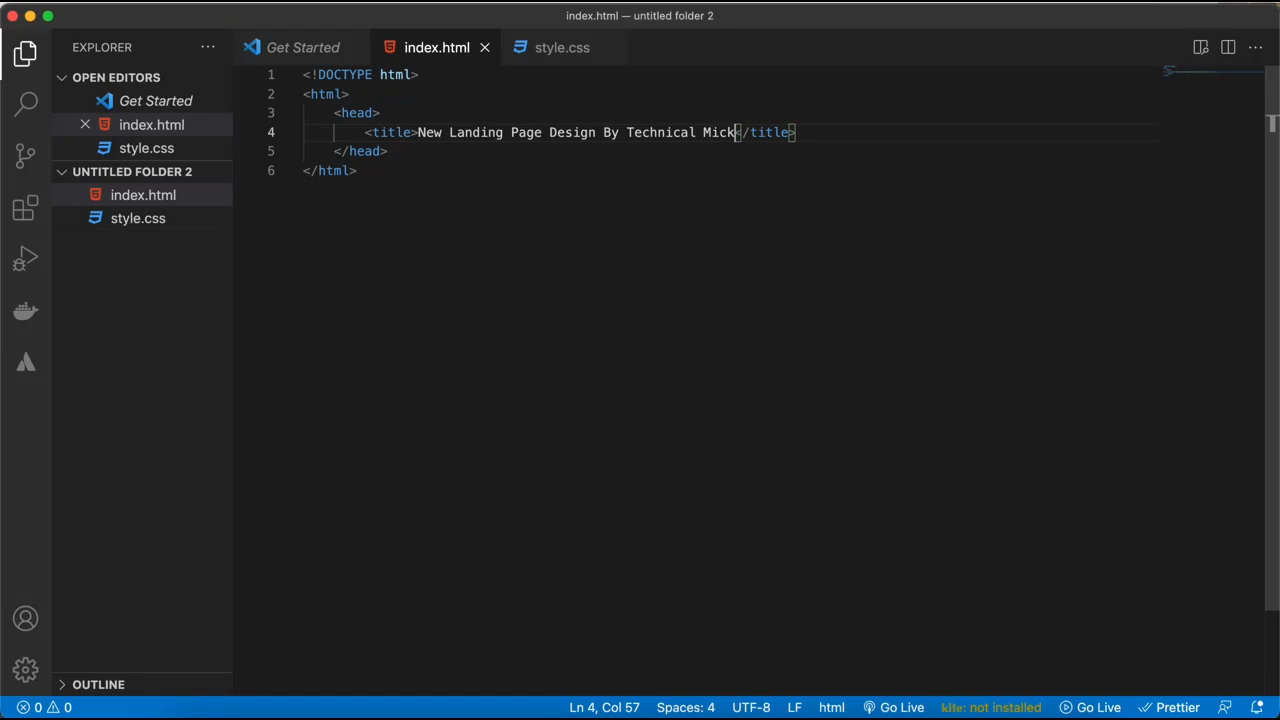 index.html — untitled folder 2
EXPLORER
Get Started
index.html
style.css
OPEN EDITORS
Get Started
index.html
style.css
UNTITLED FOLDER 2
index.html
style.css
1 <!DOCTYPE html>
2 <html>
3 <head>
4 <title>New Landing Page Design By Technical Mick</title>
5 </head>
6 </html>
OUTLINE
0 0 Ln 4, Col 57 Spaces: 4 UTF-8 LF html Go Live kite: not installed Go Live Prettier